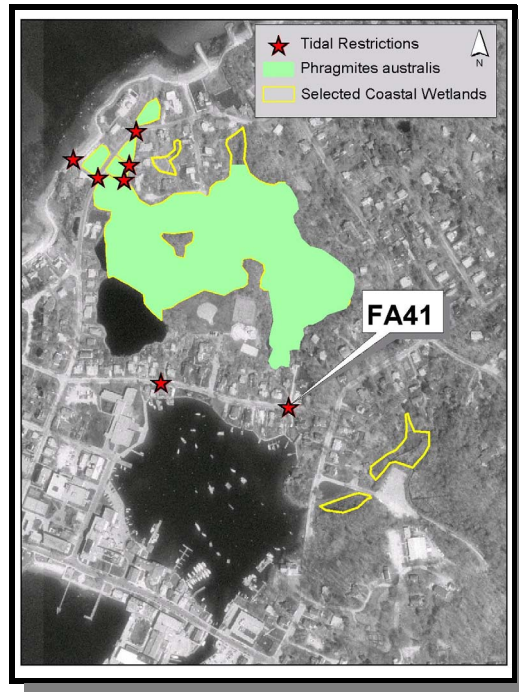 Tidal Restrictions
Phragmites australis
Selected Coastal Wetlands
N
FA41